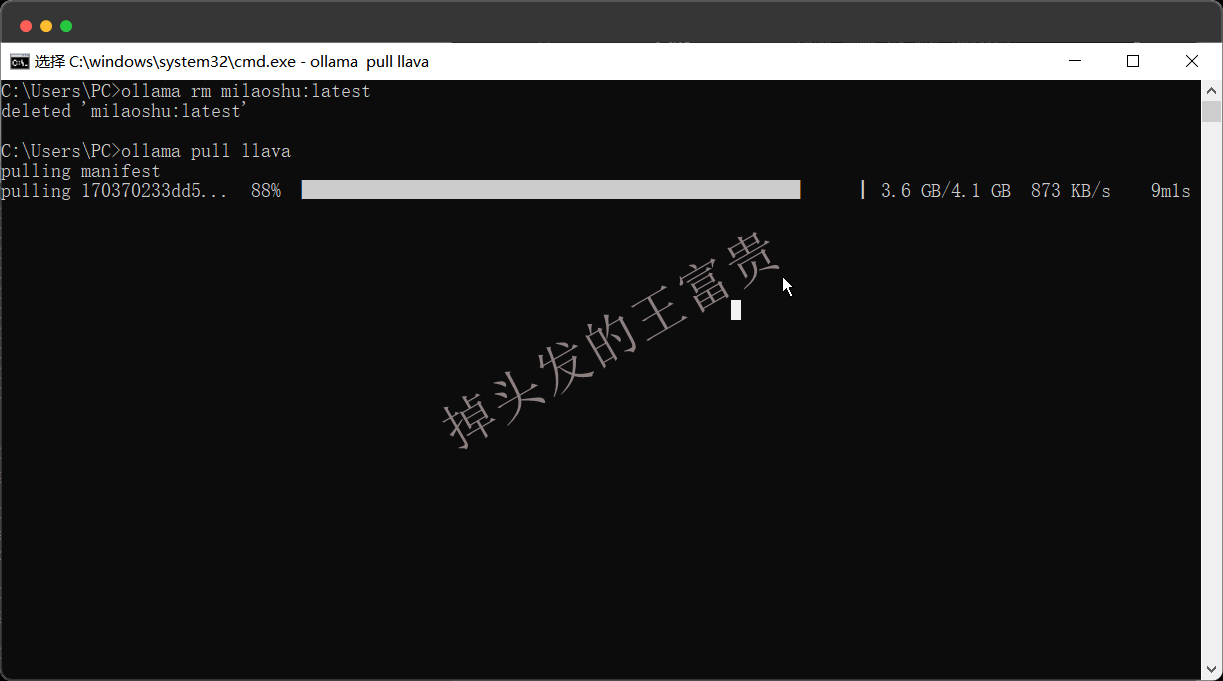 选择 C:\windows\system32\cmd.exe - ollama  pull llava
C:\Users\PC>ollama rm milaoshu:latest
deleted 'milaoshu:latest'
C:\Users\PC>ollama pull llava
pulling manifest
pulling 170370233dd5...  88%  3.6 GB/4.1 GB  873 KB/s    9m1s
掉头发的王富贵